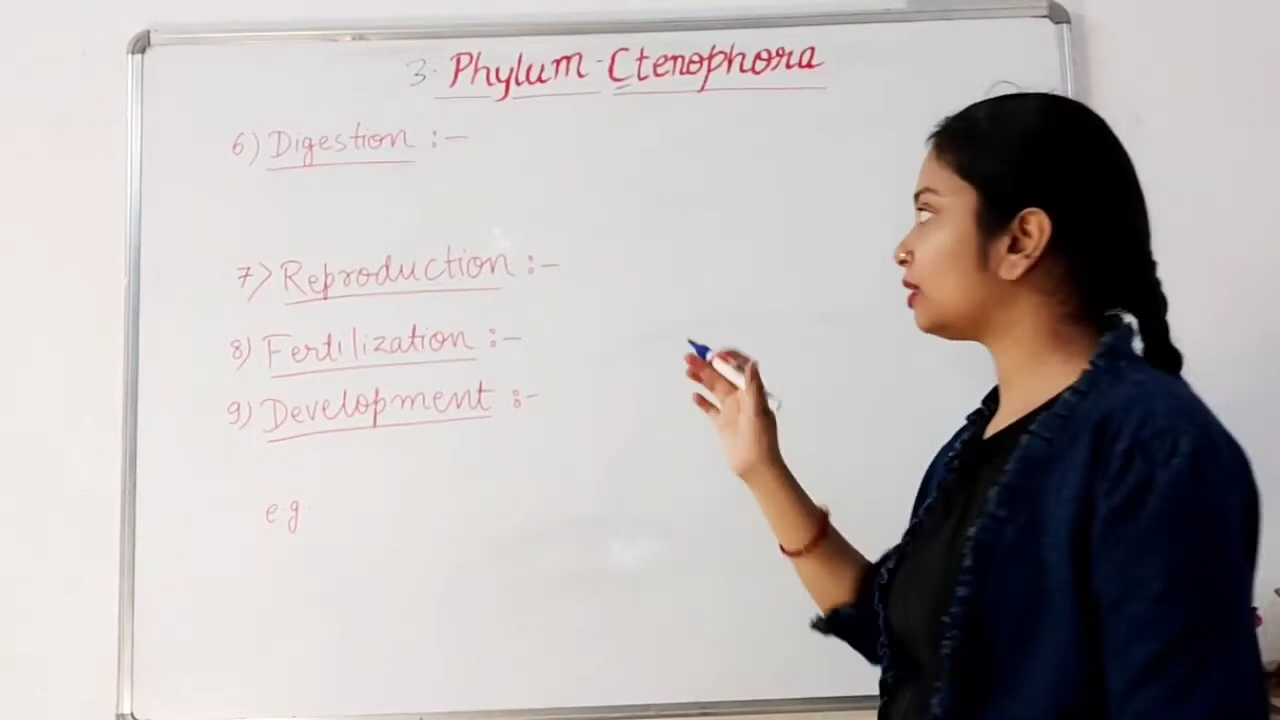 3. Phylum - Ctenophora
6) Digestion :-
7) Reproduction :-
8) Fertilization :-
9) Development :-
e.g.